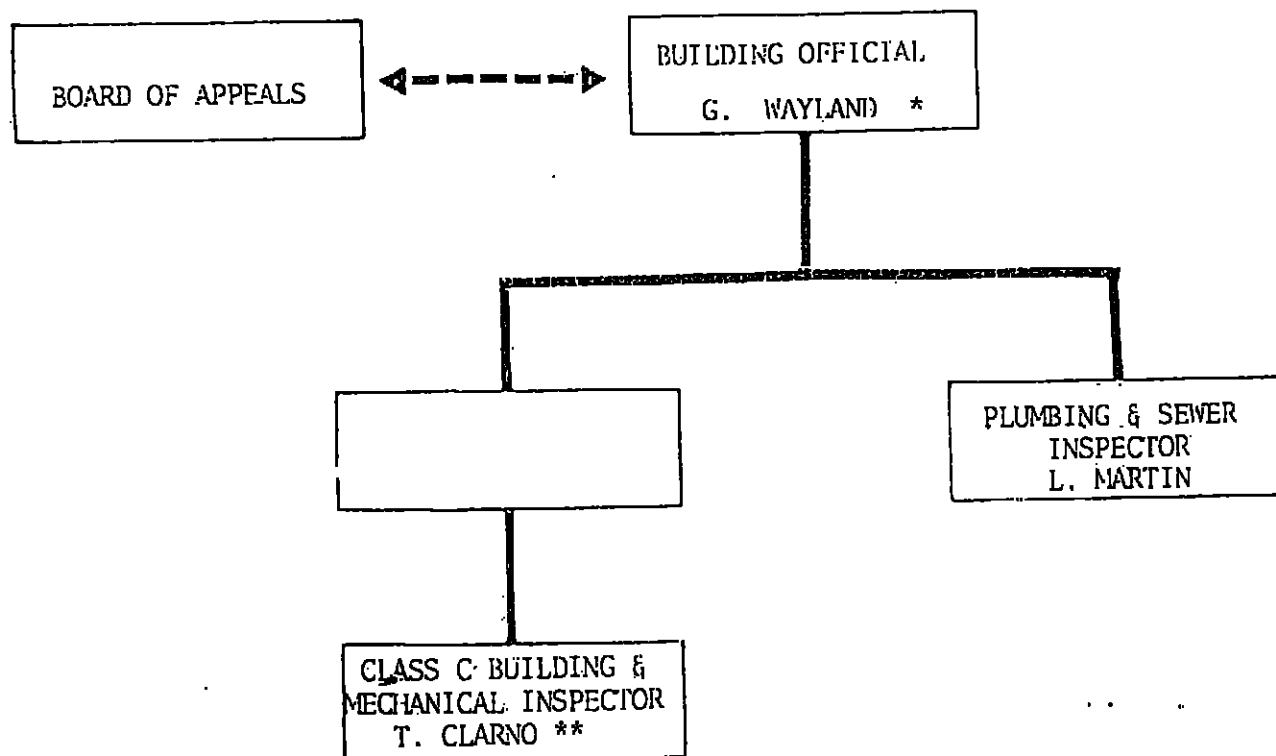 BOARD OF APPEALS
BUILDING OFFICIAL
G. WAYLAND *
PLUMBING & SEWER
INSPECTOR
L. MARTIN
CLASS C BUILDING &
MECHANICAL INSPECTOR
T. CLARNO **